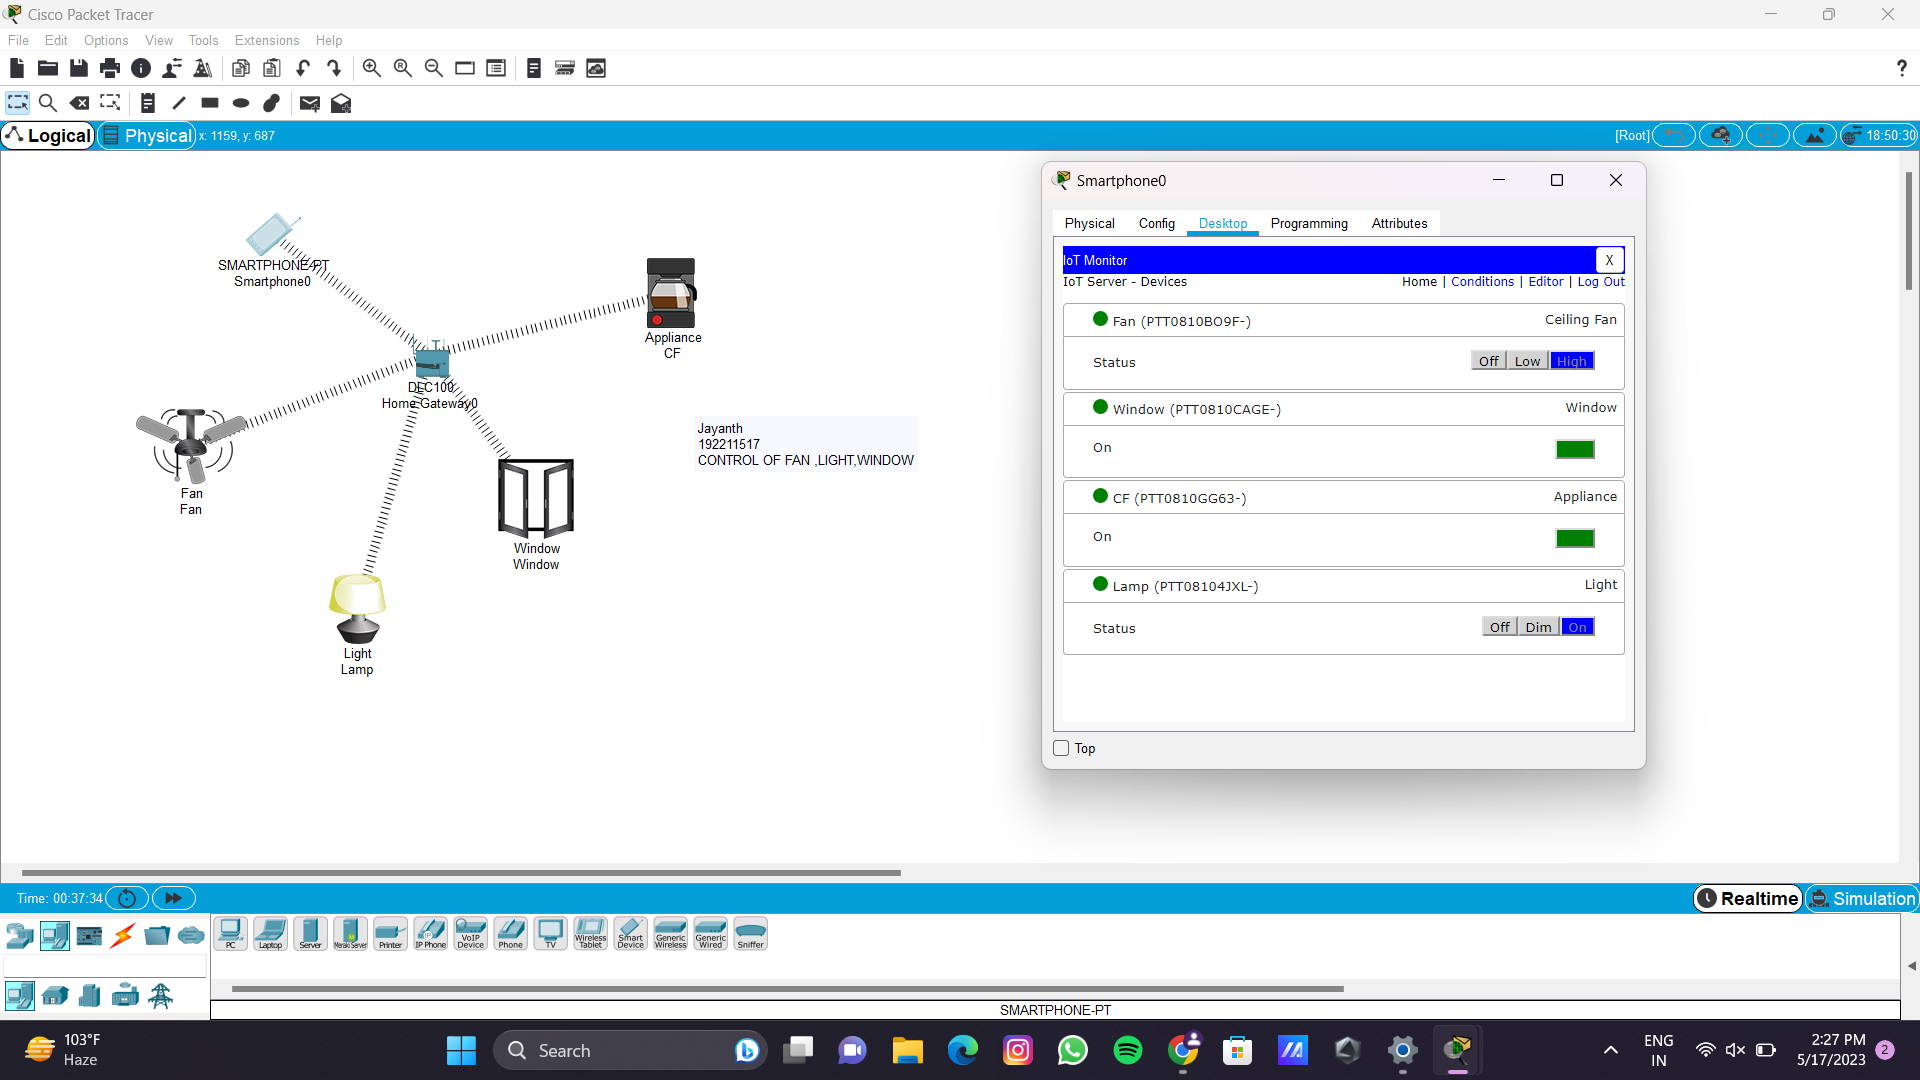 Cisco Packet Tracer
File Edit Options View Tools Extensions Help
?
Logical Physical x: 1159, y: 687 [Root] 18:50:30
SMARTPHONE-PT
Smartphone0
Appliance
CF
DLC100
Home Gateway0
Fan
Fan
Jayanth
192211517
CONTROL OF FAN ,LIGHT,WINDOW
Window
Window
Light
Lamp
Smartphone0
Physical Config Desktop Programming Attributes
IoT Monitor X
IoT Server - Devices Home | Conditions | Editor | Log Out
Fan (PTT0810BO9F-) Ceiling Fan
Status Off Low High
Window (PTT0810CAGE-) Window
On
CF (PTT0810GG63-) Appliance
On
Lamp (PTT08104JXL-) Light
Status Off Dim On
Top
Time: 00:37:34 Realtime Simulation
PC Laptop Server Meraki Server Printer IP Phone VoIP Device Phone TV Wireless Tablet Smart Device Generic Wireless Generic Wired Sniffer
SMARTPHONE-PT
103°F
Haze
Search
ENG
IN
2:27 PM
5/17/2023
2